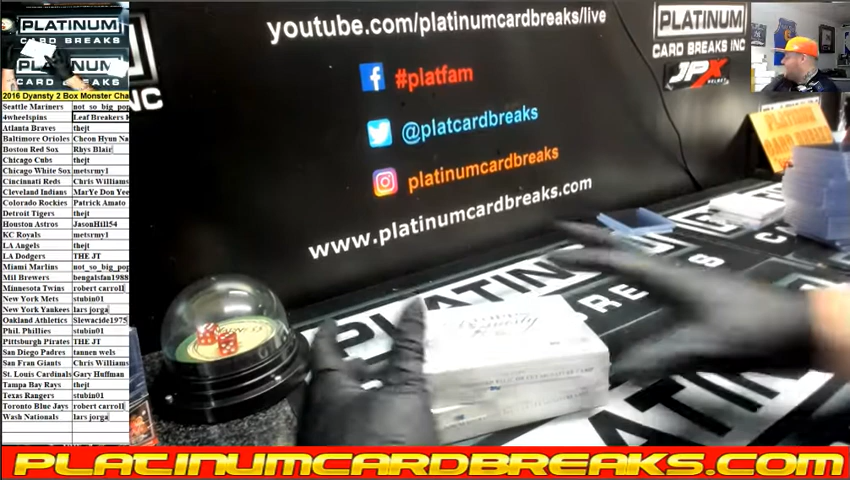 youtube.com/platinumcardbreaks/live
#platfam
@platcardbreaks
platinumcardbreaks
www.platinumcardbreaks.com
PLATINUM
CARD BREAKS INC
JPX
PLATINUM
CARD BREAKS
2016 Dyansty 2 Box Monster Cha
Seattle Mariners not_so_big_pop
4wheelspins Leaf Breakers K
Atlanta Braves thejt
Baltimore Orioles Cheon Hyun Na
Boston Red Sox Rhys Blair
Chicago Cubs thejt
Chicago White Sox metsrmy1
Cincinnati Reds Chris Williams
Cleveland Indians MarYe Don Yee
Colorado Rockies Patrick Amato
Detroit Tigers thejt
Houston Astros JasonHill54
KC Royals metsrmy1
LA Angels thejt
LA Dodgers THE JT
Miami Marlins not_so_big_pop
Mil Brewers bengalsfan1988
Minnesota Twins robert carroll
New York Mets stubin01
New York Yankees lars jorga
Oakland Athletics Slewacide1975
Phil. Phillies stubin01
Pittsburgh Pirates THE JT
San Diego Padres tannen wels
San Fran Giants Chris Williams
St. Louis Cardinals Gary Huffman
Tampa Bay Rays thejt
Texas Rangers stubin01
Toronto Blue Jays robert carroll
Wash Nationals lars jorga
Dynasty
PLATINUMCARDBREAKS.COM